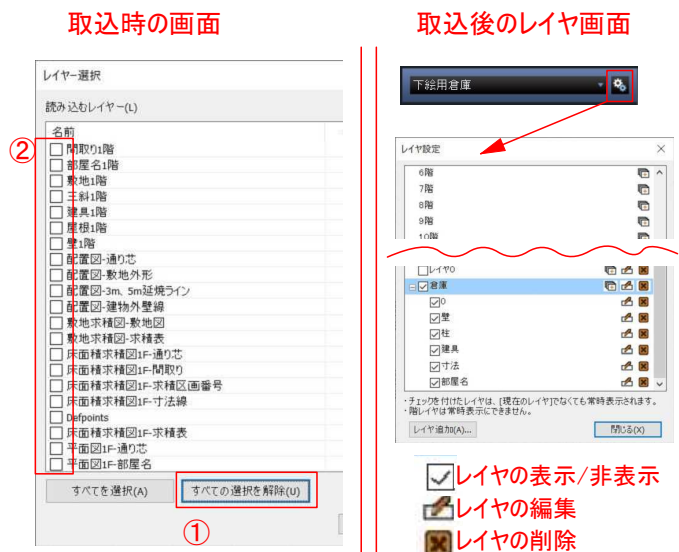 取込時の画面
レイヤー選択
読み込むレイヤー(L)
名前
②
間取り1階
部屋名1階
敷地1階
三斜1階
建具1階
屋根1階
壁1階
配置図-通り芯
配置図-敷地外形
配置図-3m、5m延焼ライン
配置図-建物外壁線
敷地求積図-敷地図
敷地求積図-求積表
床面積求積図1F-通り芯
床面積求積図1F-間取り
床面積求積図1F-求積区画番号
床面積求積図1F-寸法線
Defpoints
床面積求積図1F-求積表
平面図1F-通り芯
平面図1F-部屋名
すべてを選択(A)
すべての選択を解除(U)
①
取込後のレイヤ画面
下絵用倉庫
レイヤ設定
6階
7階
8階
9階
10階
レイヤ0
倉庫
0
壁
柱
建具
寸法
部屋名
・チェックを付けたレイヤは、[現在のレイヤ]でなくても常時表示されます。
・階レイヤは常時表示にできません。
レイヤ追加(A)...
閉じる(X)
レイヤの表示/非表示
レイヤの編集
レイヤの削除